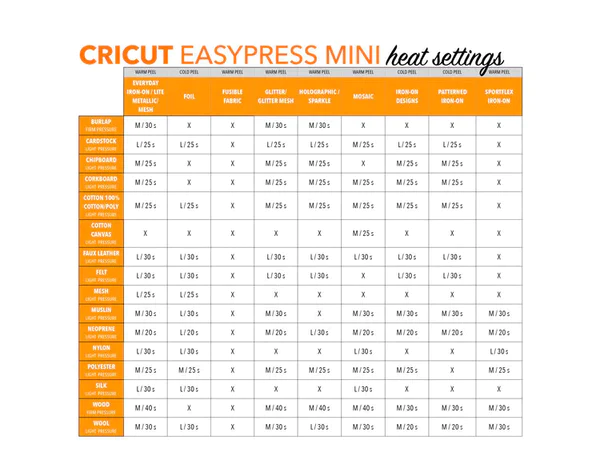 CRICUT EASYPRESS MINI heat settings
WARM PEEL COLD PEEL WARM PEEL WARM PEEL WARM PEEL WARM PEEL COLD PEEL COLD PEEL WARM PEEL
EVERYDAY IRON-ON / LITE METALLIC/ MESH FOIL FUSIBLE FABRIC GLITTER/ GLITTER MESH HOLOGRAPHIC / SPARKLE MOSAIC IRON-ON DESIGNS PATTERNED IRON-ON SPORTFLEX IRON-ON
BURLAP FIRM PRESSURE M / 30 s X X M / 30 s M / 30 s X X X X
CARDSTOCK LIGHT PRESSURE L / 25 s L / 25 s X L / 25 s L / 25 s L / 25 s L / 25 s L / 25 s X
CHIPBOARD LIGHT PRESSURE M / 25 s X X M / 25 s M / 25 s X M / 25 s M / 25 s X
CORKBOARD LIGHT PRESSURE M / 25 s X X M / 25 s M / 25 s M / 25 s M / 25 s M / 25 s X
COTTON 100% COTTON/POLY LIGHT PRESSURE M / 25 s L / 25 s X M / 25 s M / 25 s M / 25 s M / 25 s M / 25 s X
COTTON CANVAS LIGHT PRESSURE X X X X X M / 25 s X X X
FAUX LEATHER LIGHT PRESSURE L / 30 s L / 30 s X L / 30 s L / 30 s L / 30 s L / 30 s L / 30 s X
FELT LIGHT PRESSURE L / 30 s L / 30 s X L / 30 s L / 30 s X L / 30 s L / 30 s X
MESH LIGHT PRESSURE L / 25 s L / 25 s X X X X X X X
MUSLIN LIGHT PRESSURE M / 30 s L / 30 s X M / 30 s X M / 30 s M / 30 s M / 30 s M / 30 s
NEOPRENE LIGHT PRESSURE M / 20 s L / 20 s X M / 20 s L / 30 s M / 20 s M / 20 s M / 20 s M / 20 s
NYLON LIGHT PRESSURE L / 30 s L / 30 s X X X L / 30 s X X L / 30 s
POLYESTER LIGHT PRESSURE M / 25 s M / 25 s X M / 25 s M / 25 s M / 25 s M / 25 s X M / 25 s
SILK LIGHT PRESSURE L / 30 s L / 30 s X X X L / 30 s X X X
WOOD FIRM PRESSURE M / 40 s X X M / 40 s M / 40 s M / 40 s M / 30 s M / 30 s M / 30 s
WOOL LIGHT PRESSURE M / 30 s L / 30 s X M / 30 s L / 30 s M / 30 s M / 20 s M / 20 s M / 30 s